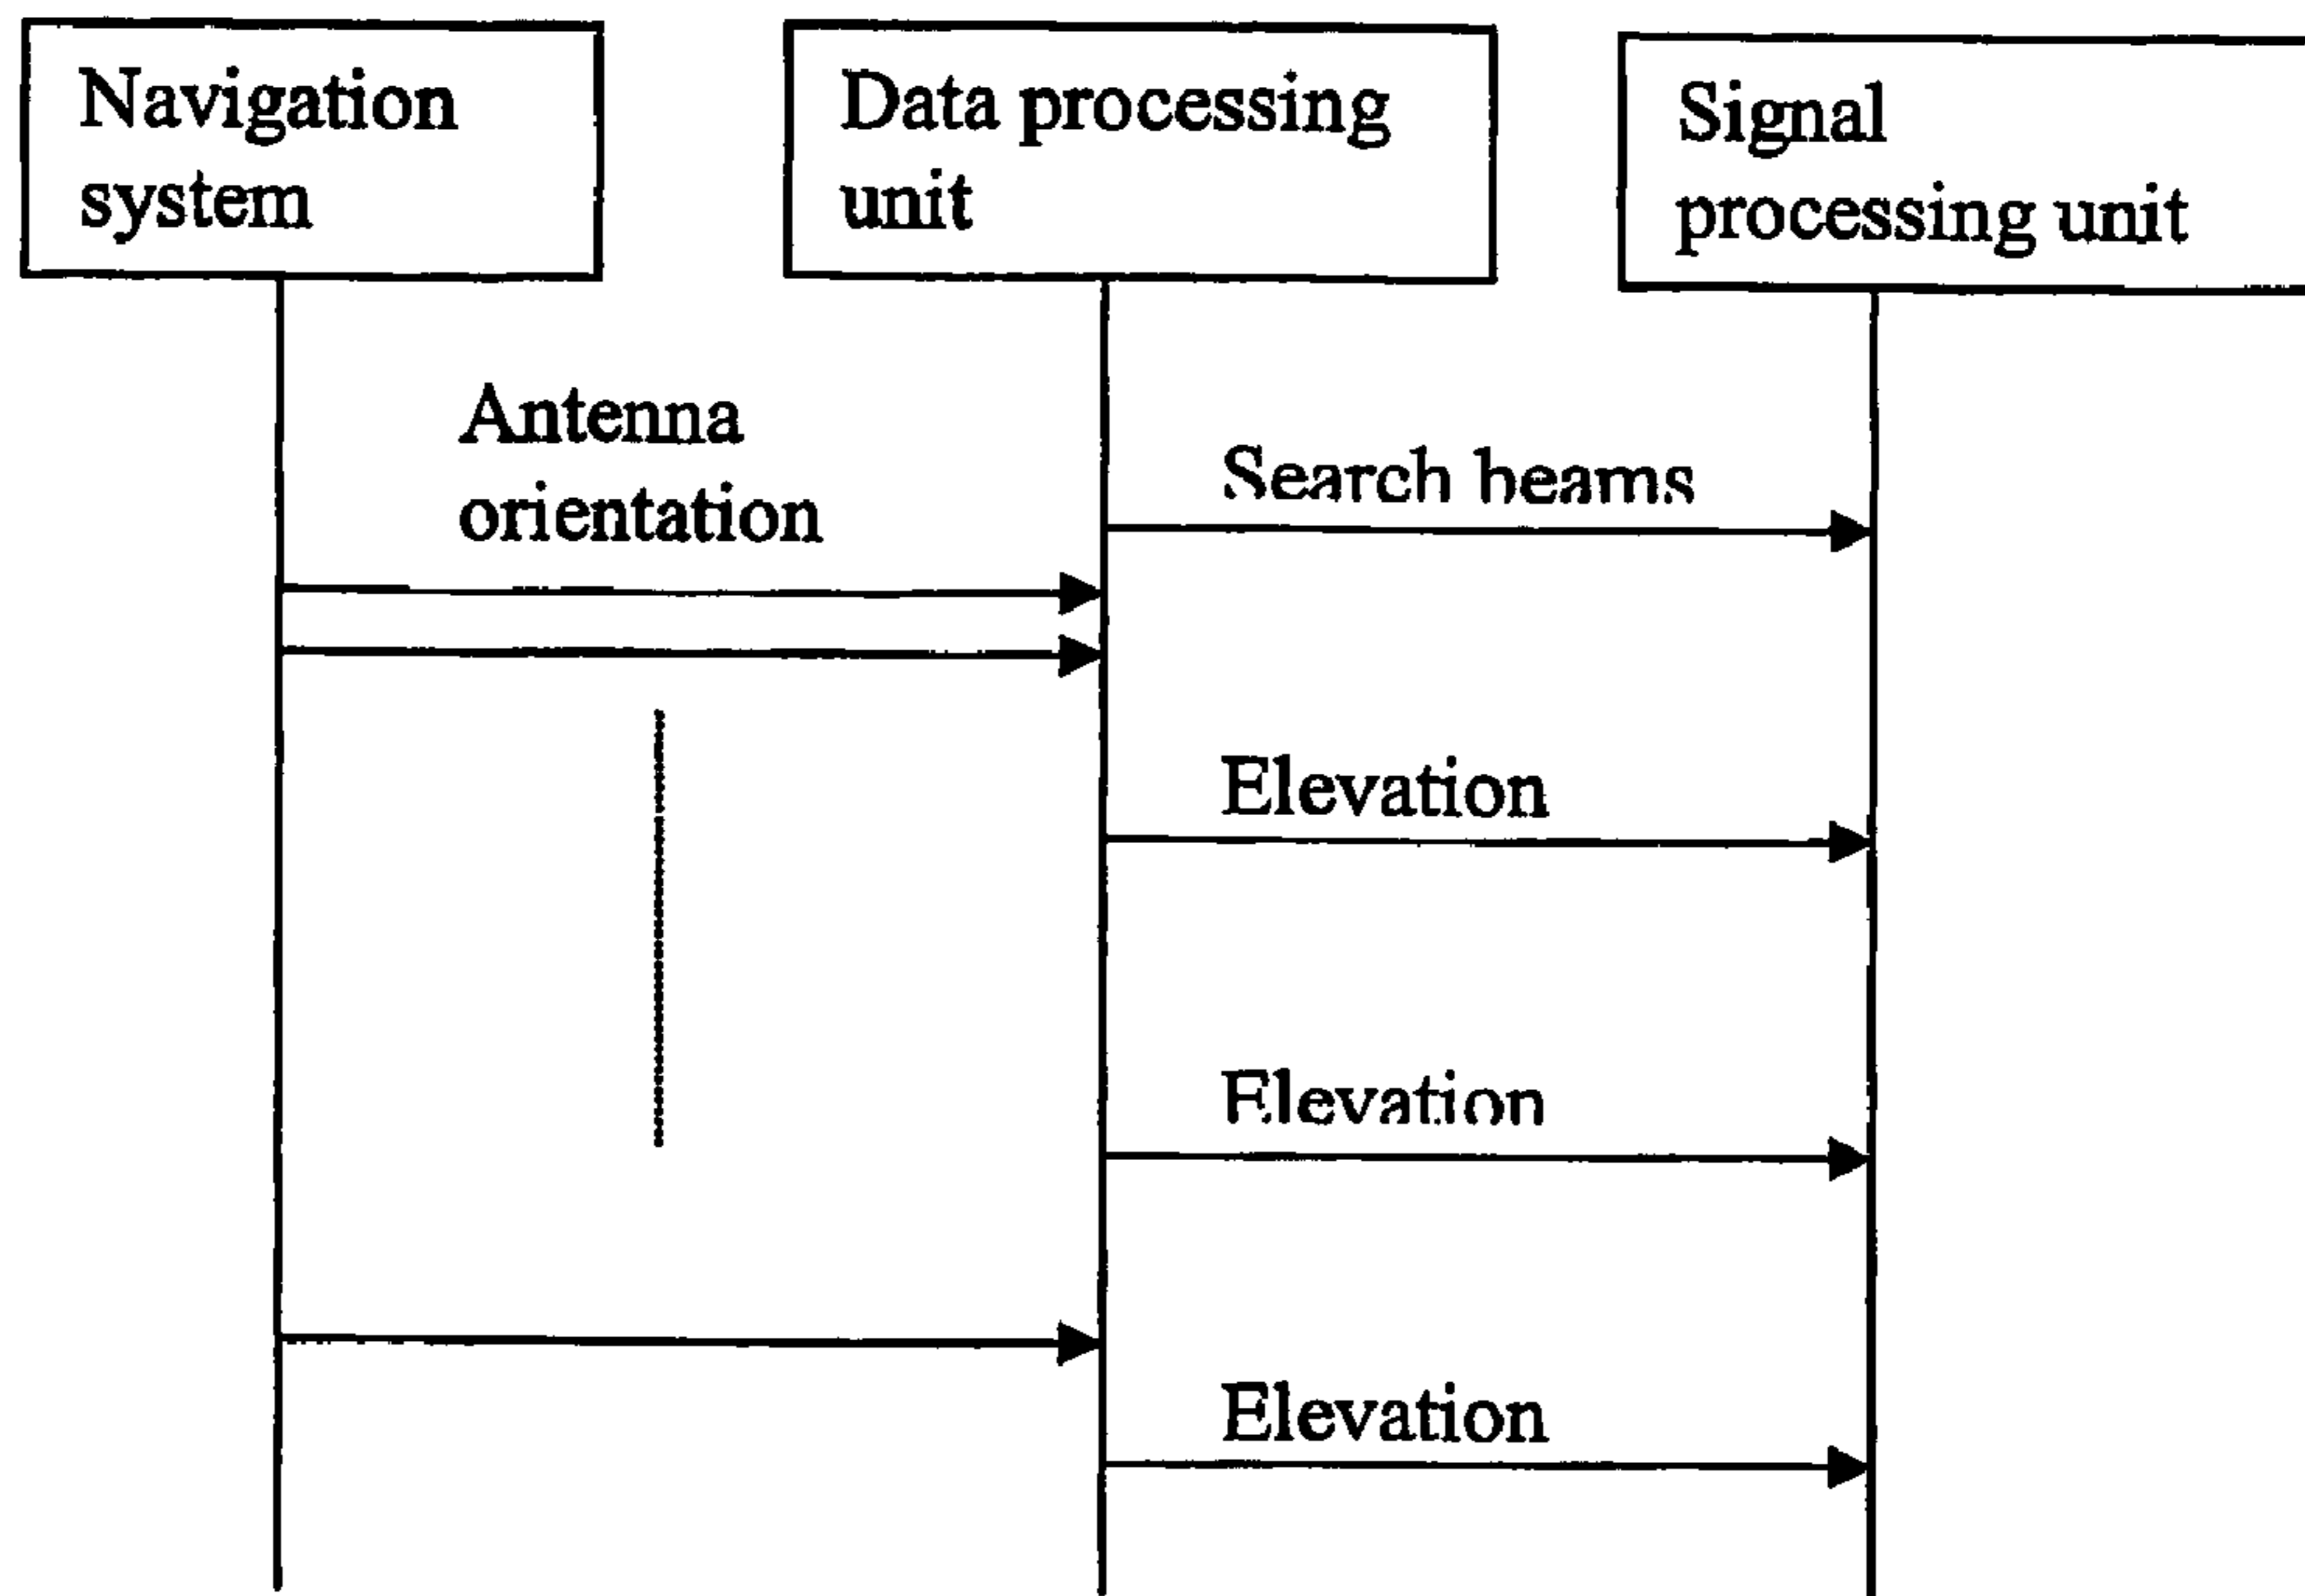 Navigation
system
Data processing
unit
Signal
processing unit
Antenna
orientation
Search beams
Elevation
Elevation
Elevation